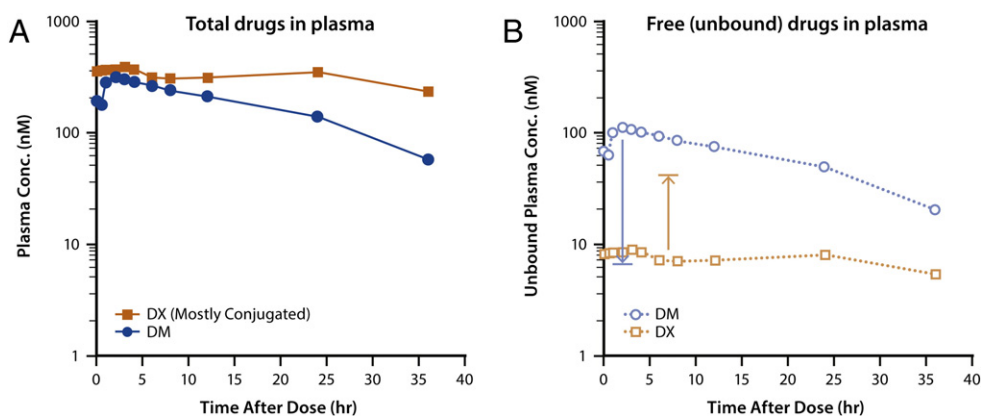 A
Total drugs in plasma
Plasma Conc. (nM)
1000
100
10
1
DX (Mostly Conjugated)
DM
0 5 10 15 20 25 30 35 40
Time After Dose (hr)
B
Free (unbound) drugs in plasma
Unbound Plasma Conc. (nM)
1000
100
10
1
DM
DX
0 5 10 15 20 25 30 35 40
Time After Dose (hr)